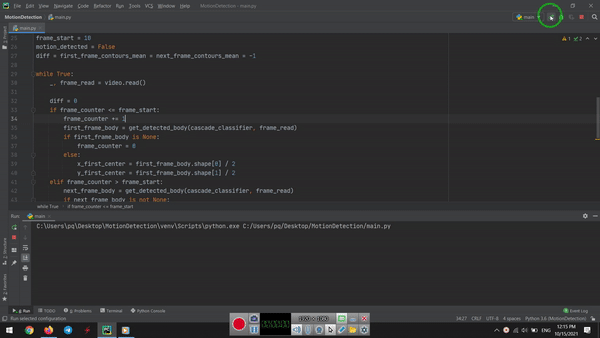 File Edit View Navigate Code Refactor Run Tools VCS Window Help MotionDetection - main.py
MotionDetection main.py main
main.py
25 frame_start = 10
26 motion_detected = False
27 diff = first_frame_contours_mean = next_frame_contours_mean = -1
28
29 while True:
30 _, frame_read = video.read()
31
32 diff = 0
33 if frame_counter <= frame_start:
34 frame_counter += 1
35 first_frame_body = get_detected_body(cascade_classifier, frame_read)
36 if first_frame_body is None:
37 frame_counter = 0
38 else:
39 x_first_center = first_frame_body.shape[0] / 2
40 y_first_center = first_frame_body.shape[1] / 2
41 elif frame_counter > frame_start:
42 next_frame_body = get_detected_body(cascade_classifier, frame_read)
43 if next_frame_body is not None:
while True if frame_counter <= frame_start
Run: main
C:\Users\pq\Desktop\MotionDetection\venv\Scripts\python.exe C:/Users/pq/Desktop/MotionDetection/main.py
Run TODO Problems Terminal Python Console Event Log
Run selected configuration 34:27 CRLF UTF-8 4 spaces Python 3.6 (MotionDetection)
ENG 12:15 PM
10/15/2021